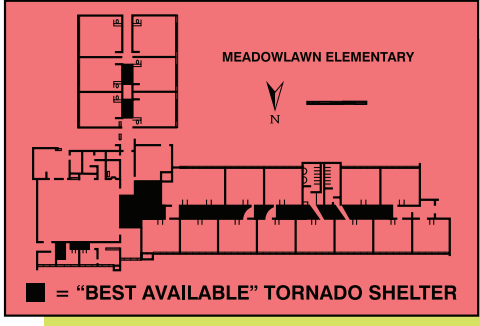 MEADOWLAWN ELEMENTARY
N
= “BEST AVAILABLE” TORNADO SHELTER